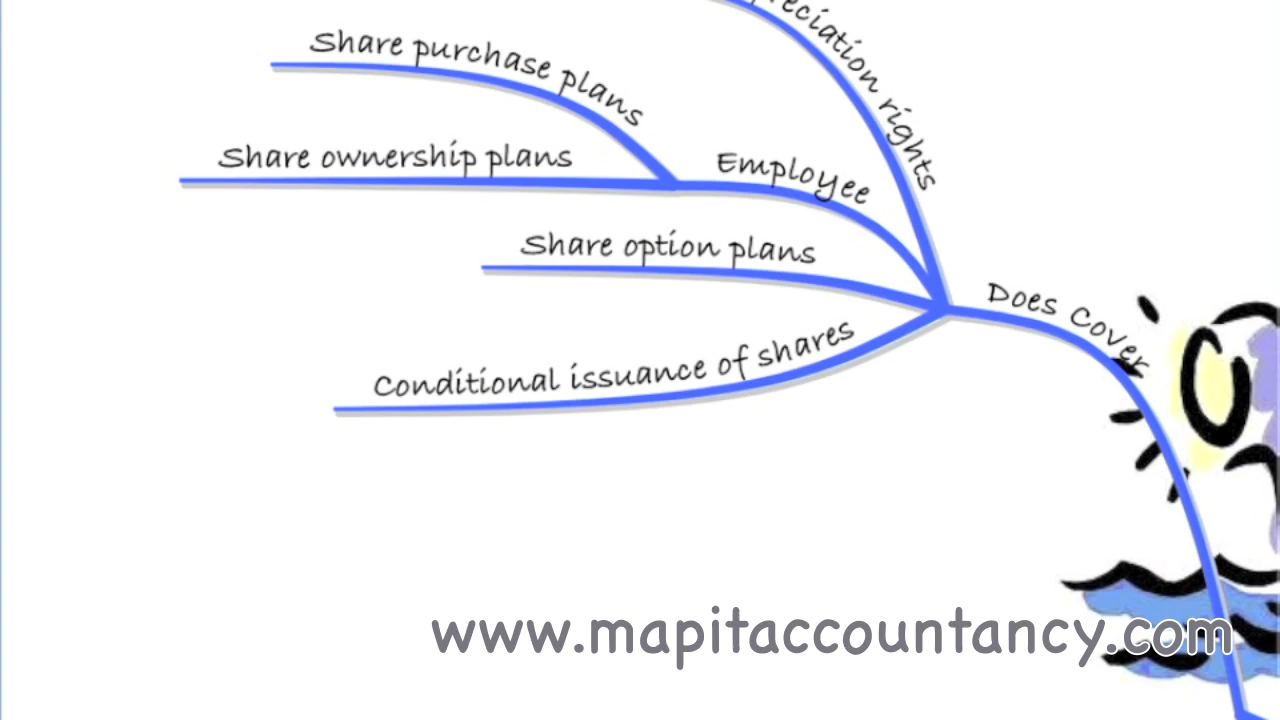 rights
Share purchase plans
Share ownership plans
Employee
Share option plans
Does Cover
Conditional issuance of shares
www.mapitaccountancy.com